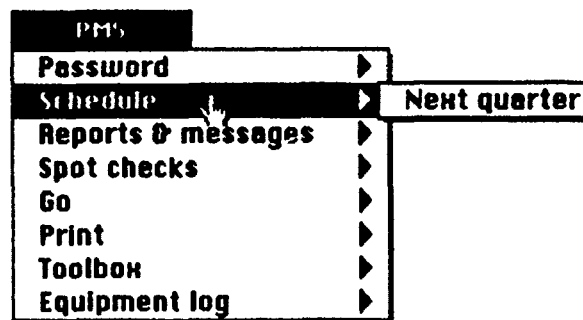 PMS
Password
Schedule
Next quarter
Reports & messages
Spot checks
Go
Print
Toolbox
Equipment log